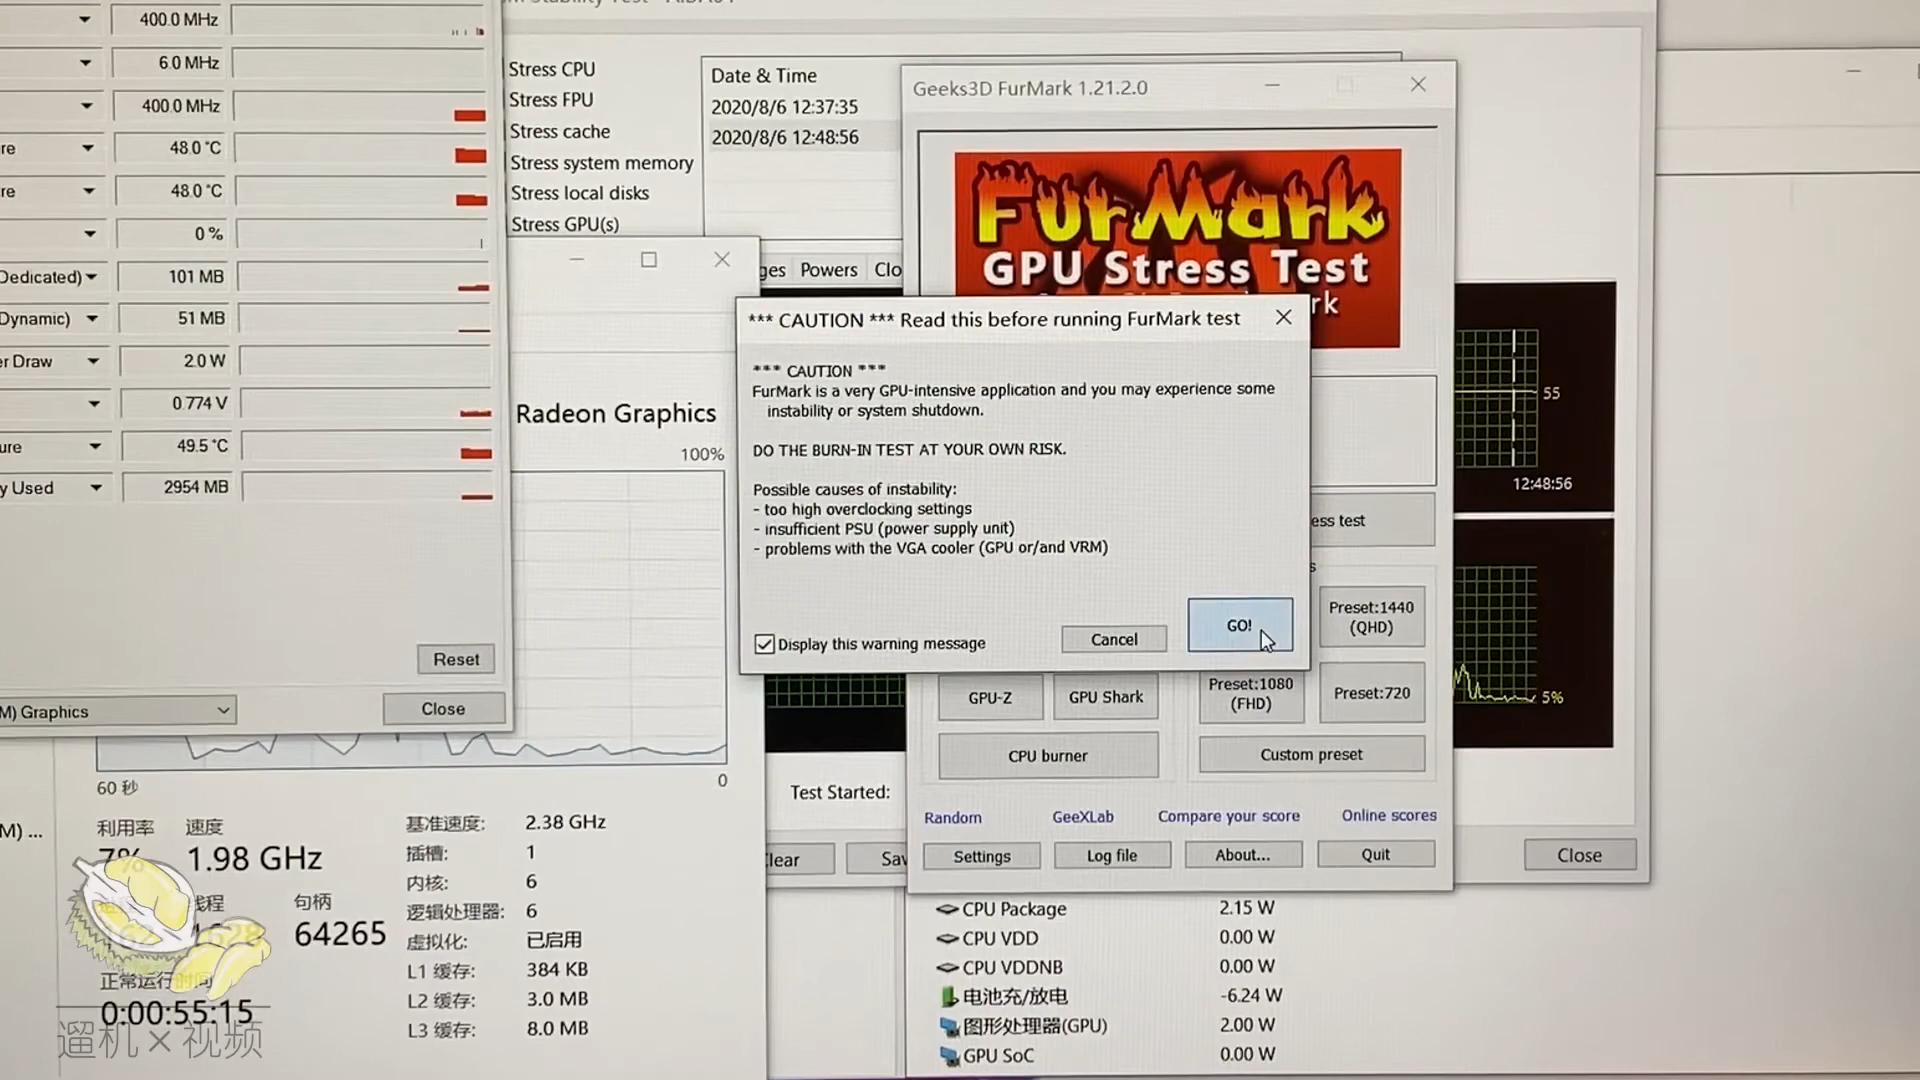 400.0 MHz
6.0 MHz
400.0 MHz
re
48.0 °C
re
48.0 °C
0 %
Dedicated)
101 MB
Dynamic)
51 MB
er Draw
2.0 W
0.774 V
ure
49.5 °C
y Used
2954 MB
Reset
M) Graphics
Close
Stress CPU
Stress FPU
Stress cache
Stress system memory
Stress local disks
Stress GPU(s)
Date & Time
2020/8/6 12:37:35
2020/8/6 12:48:56
ges
Powers
Clo
Geeks3D FurMark 1.21.2.0
FurMark
GPU Stress Test
rk
*** CAUTION *** Read this before running FurMark test
*** CAUTION ***
FurMark is a very GPU-intensive application and you may experience some
instability or system shutdown.
DO THE BURN-IN TEST AT YOUR OWN RISK.
Possible causes of instability:
- too high overclocking settings
- insufficient PSU (power supply unit)
- problems with the VGA cooler (GPU or/and VRM)
Display this warning message
Cancel
GO!
ess test
s
Preset:1440
(QHD)
GPU-Z
GPU Shark
Preset:1080
(FHD)
Preset:720
CPU burner
Custom preset
Random
GeeXLab
Compare your score
Online scores
Settings
Log file
About...
Quit
55
12:48:56
5%
Test Started:
lear
Sav
Close
Radeon Graphics
100%
60 秒
0
M) ...
利用率
速度
7%
1.98 GHz
线程
句柄
64265
正常运行时间
0:00:55:15
基准速度:
2.38 GHz
插槽:
1
内核:
6
逻辑处理器:
6
虚拟化:
已启用
L1 缓存:
384 KB
L2 缓存:
3.0 MB
L3 缓存:
8.0 MB
CPU Package
2.15 W
CPU VDD
0.00 W
CPU VDDNB
0.00 W
电池充/放电
-6.24 W
图形处理器(GPU)
2.00 W
GPU SoC
0.00 W
遛机×视频